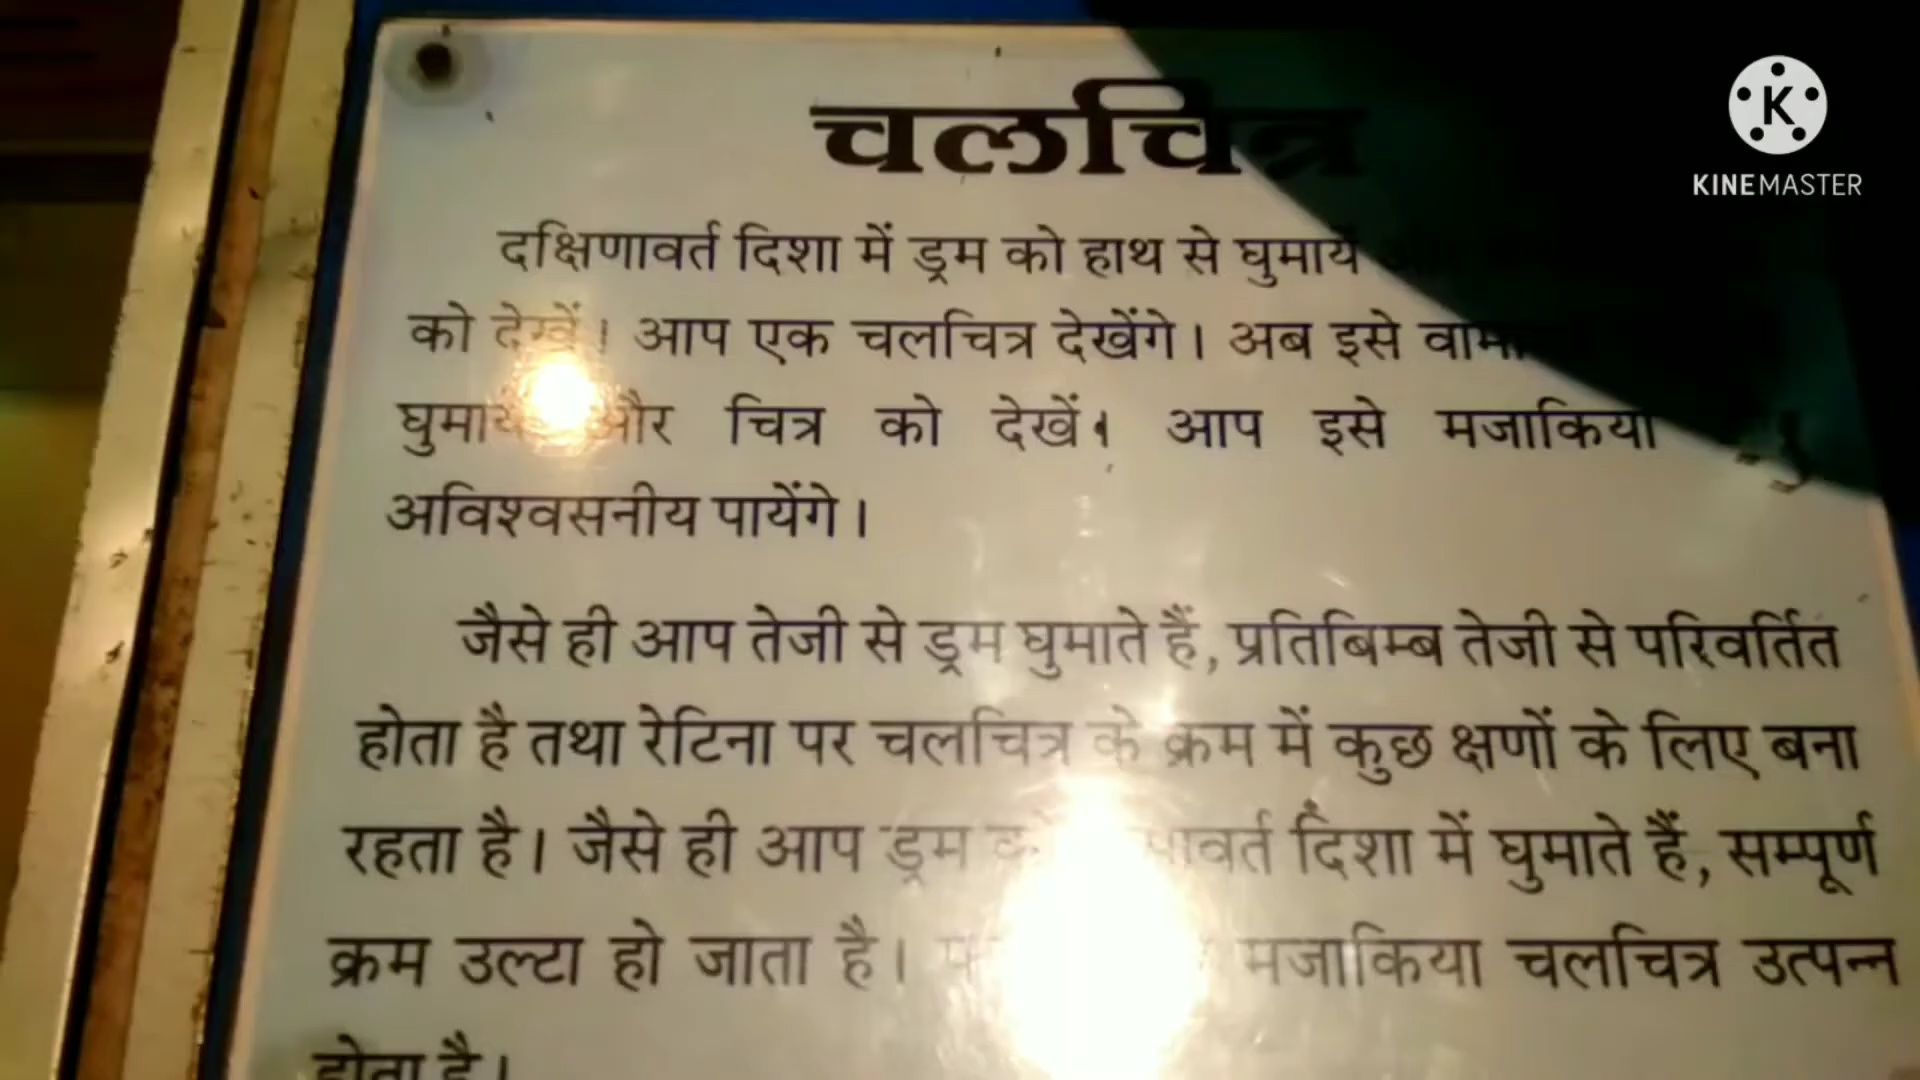 चलचित्र
KINEMASTER
दक्षिणावर्त दिशा में ड्रम को हाथ से घुमायें
को देखें। आप एक चलचित्र देखेंगे। अब इसे
और चित्र को देखें। आप इसे मजाकिया
अविश्वसनीय पायेंगे।
जैसे ही आप तेजी से ड्रम घुमाते हैं, प्रतिबिम्ब तेजी से परिवर्तित
होता है तथा रेटिना पर चलचित्र के क्रम में कुछ क्षणों के लिए बना
रहता है। जैसे ही आप ड्रम दिशा में घुमाते हैं, सम्पूर्ण
क्रम उल्टा हो जाता है। मजाकिया चलचित्र उत्पन्न
होता है।